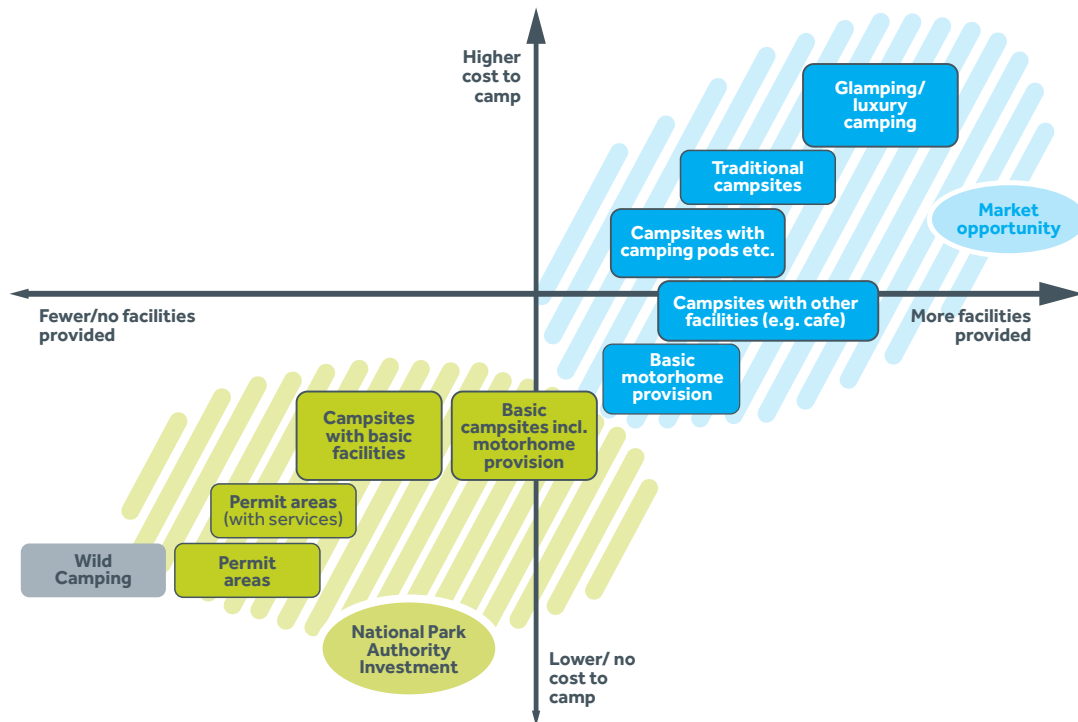 Higher
cost to
camp
Glamping/
luxury
camping
Traditional
campsites
Market
opportunity
Campsites with
camping pods etc.
Campsites with other
facilities (e.g. cafe)
Fewer/no facilities
provided
More facilities
provided
Basic
motorhome
provision
Campsites
with basic
facilities
Basic
campsites incl.
motorhome
provision
Permit areas
(with services)
Wild
Camping
Permit
areas
National Park
Authority
Investment
Lower/ no
cost to
camp